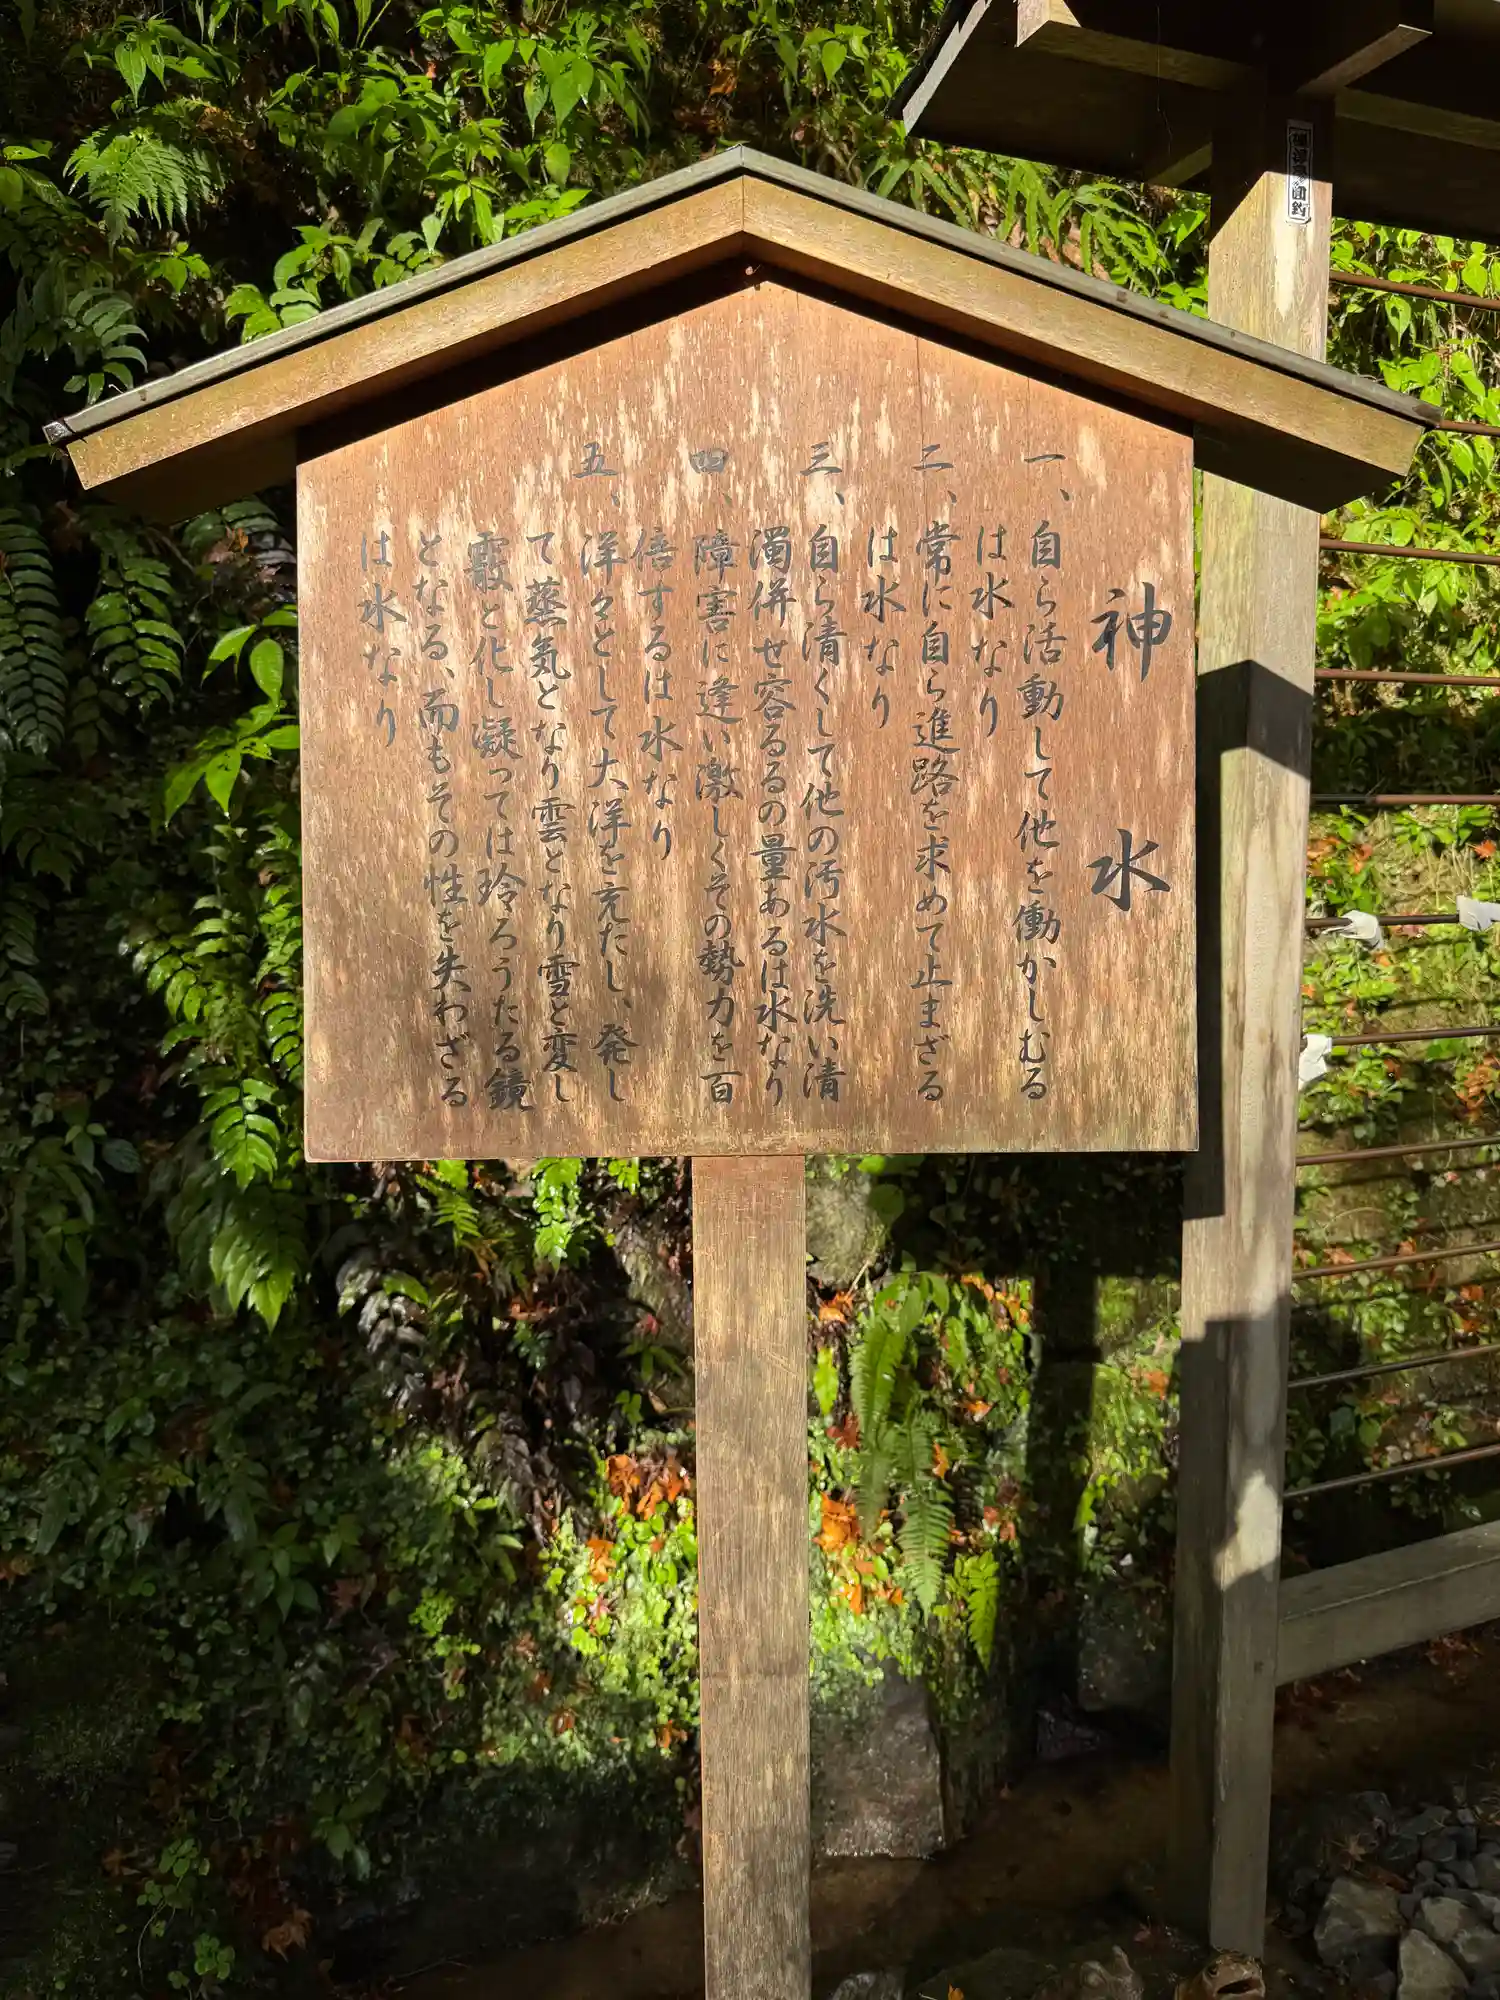 神水
一、自ら活動して他を働かしむる
は水なり
二、常に自ら進路を求めて止まざる
は水なり
三、自ら清くして他の汚水を洗い清
濁併せ容るるの量あるは水なり
四、障害に逢い激しくその勢力を百
倍するは水なり
五、洋々として大洋を充たし、発し
て蒸気となり雲となり雪と変し
霰と化し凝っては玲ろうたる鏡
となる、而もその性を失わざる
は水なり